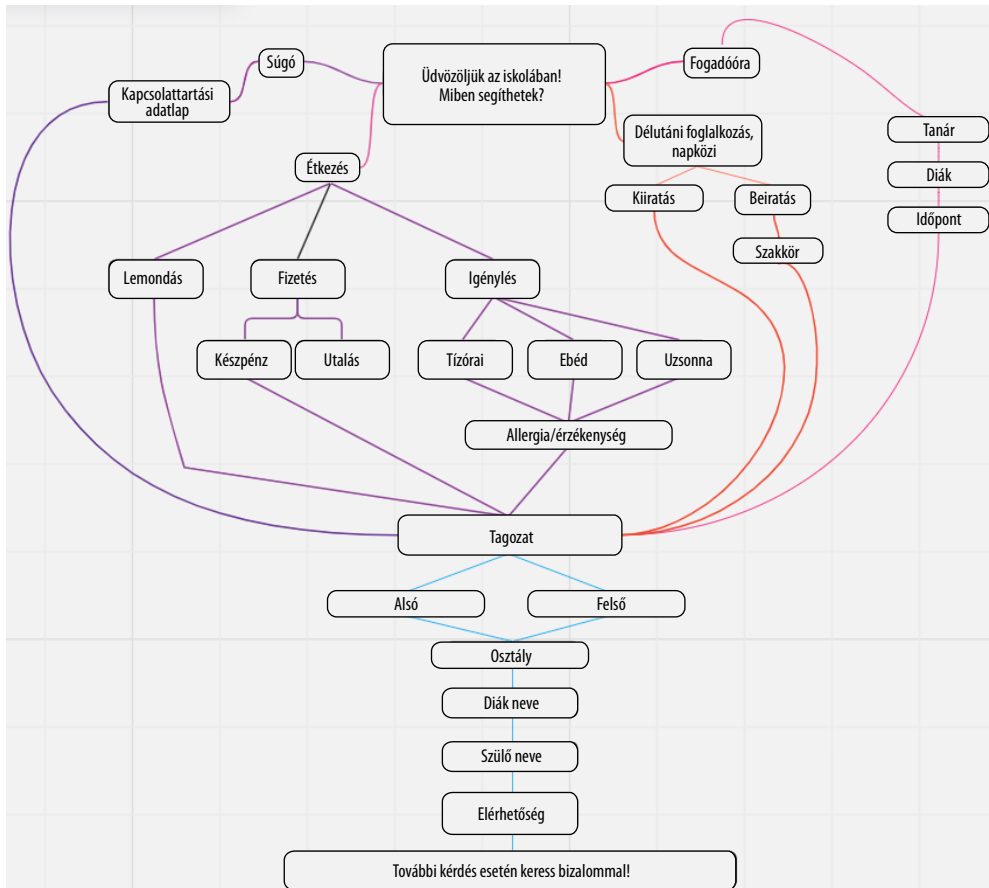 Súgó
Üdvözöljük az iskolában!
Miben segíthetek?
Fogadóóra
Kapcsolattartási
adatlap
Délutáni foglalkozás,
napközi
Tanár
Étkezés
Diák
Kiiratás
Beiratás
Időpont
Szakkör
Lemondás
Fizetés
Igénylés
Készpénz
Utalás
Tízórai
Ebéd
Uzsonna
Allergia/érzékenység
Tagozat
Alsó
Felső
Osztály
Diák neve
Szülő neve
Elérhetőség
További kérdés esetén keress bizalommal!